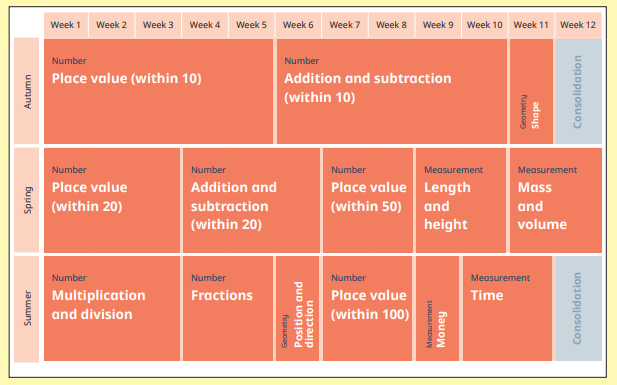 Week 1 Week 2 Week 3 Week 4 Week 5 Week 6 Week 7 Week 8 Week 9 Week 10 Week 11 Week 12
Autumn
Number
Place value (within 10)
Number
Addition and subtraction
(within 10)
Geometry
Shape
Consolidation
Spring
Number
Place value
(within 20)
Number
Addition and
subtraction
(within 20)
Number
Place value
(within 50)
Measurement
Length
and
height
Measurement
Mass
and
volume
Summer
Number
Multiplication
and division
Number
Fractions
Geometry
Position and
direction
Number
Place value
(within 100)
Measurement
Money
Measurement
Time
Consolidation